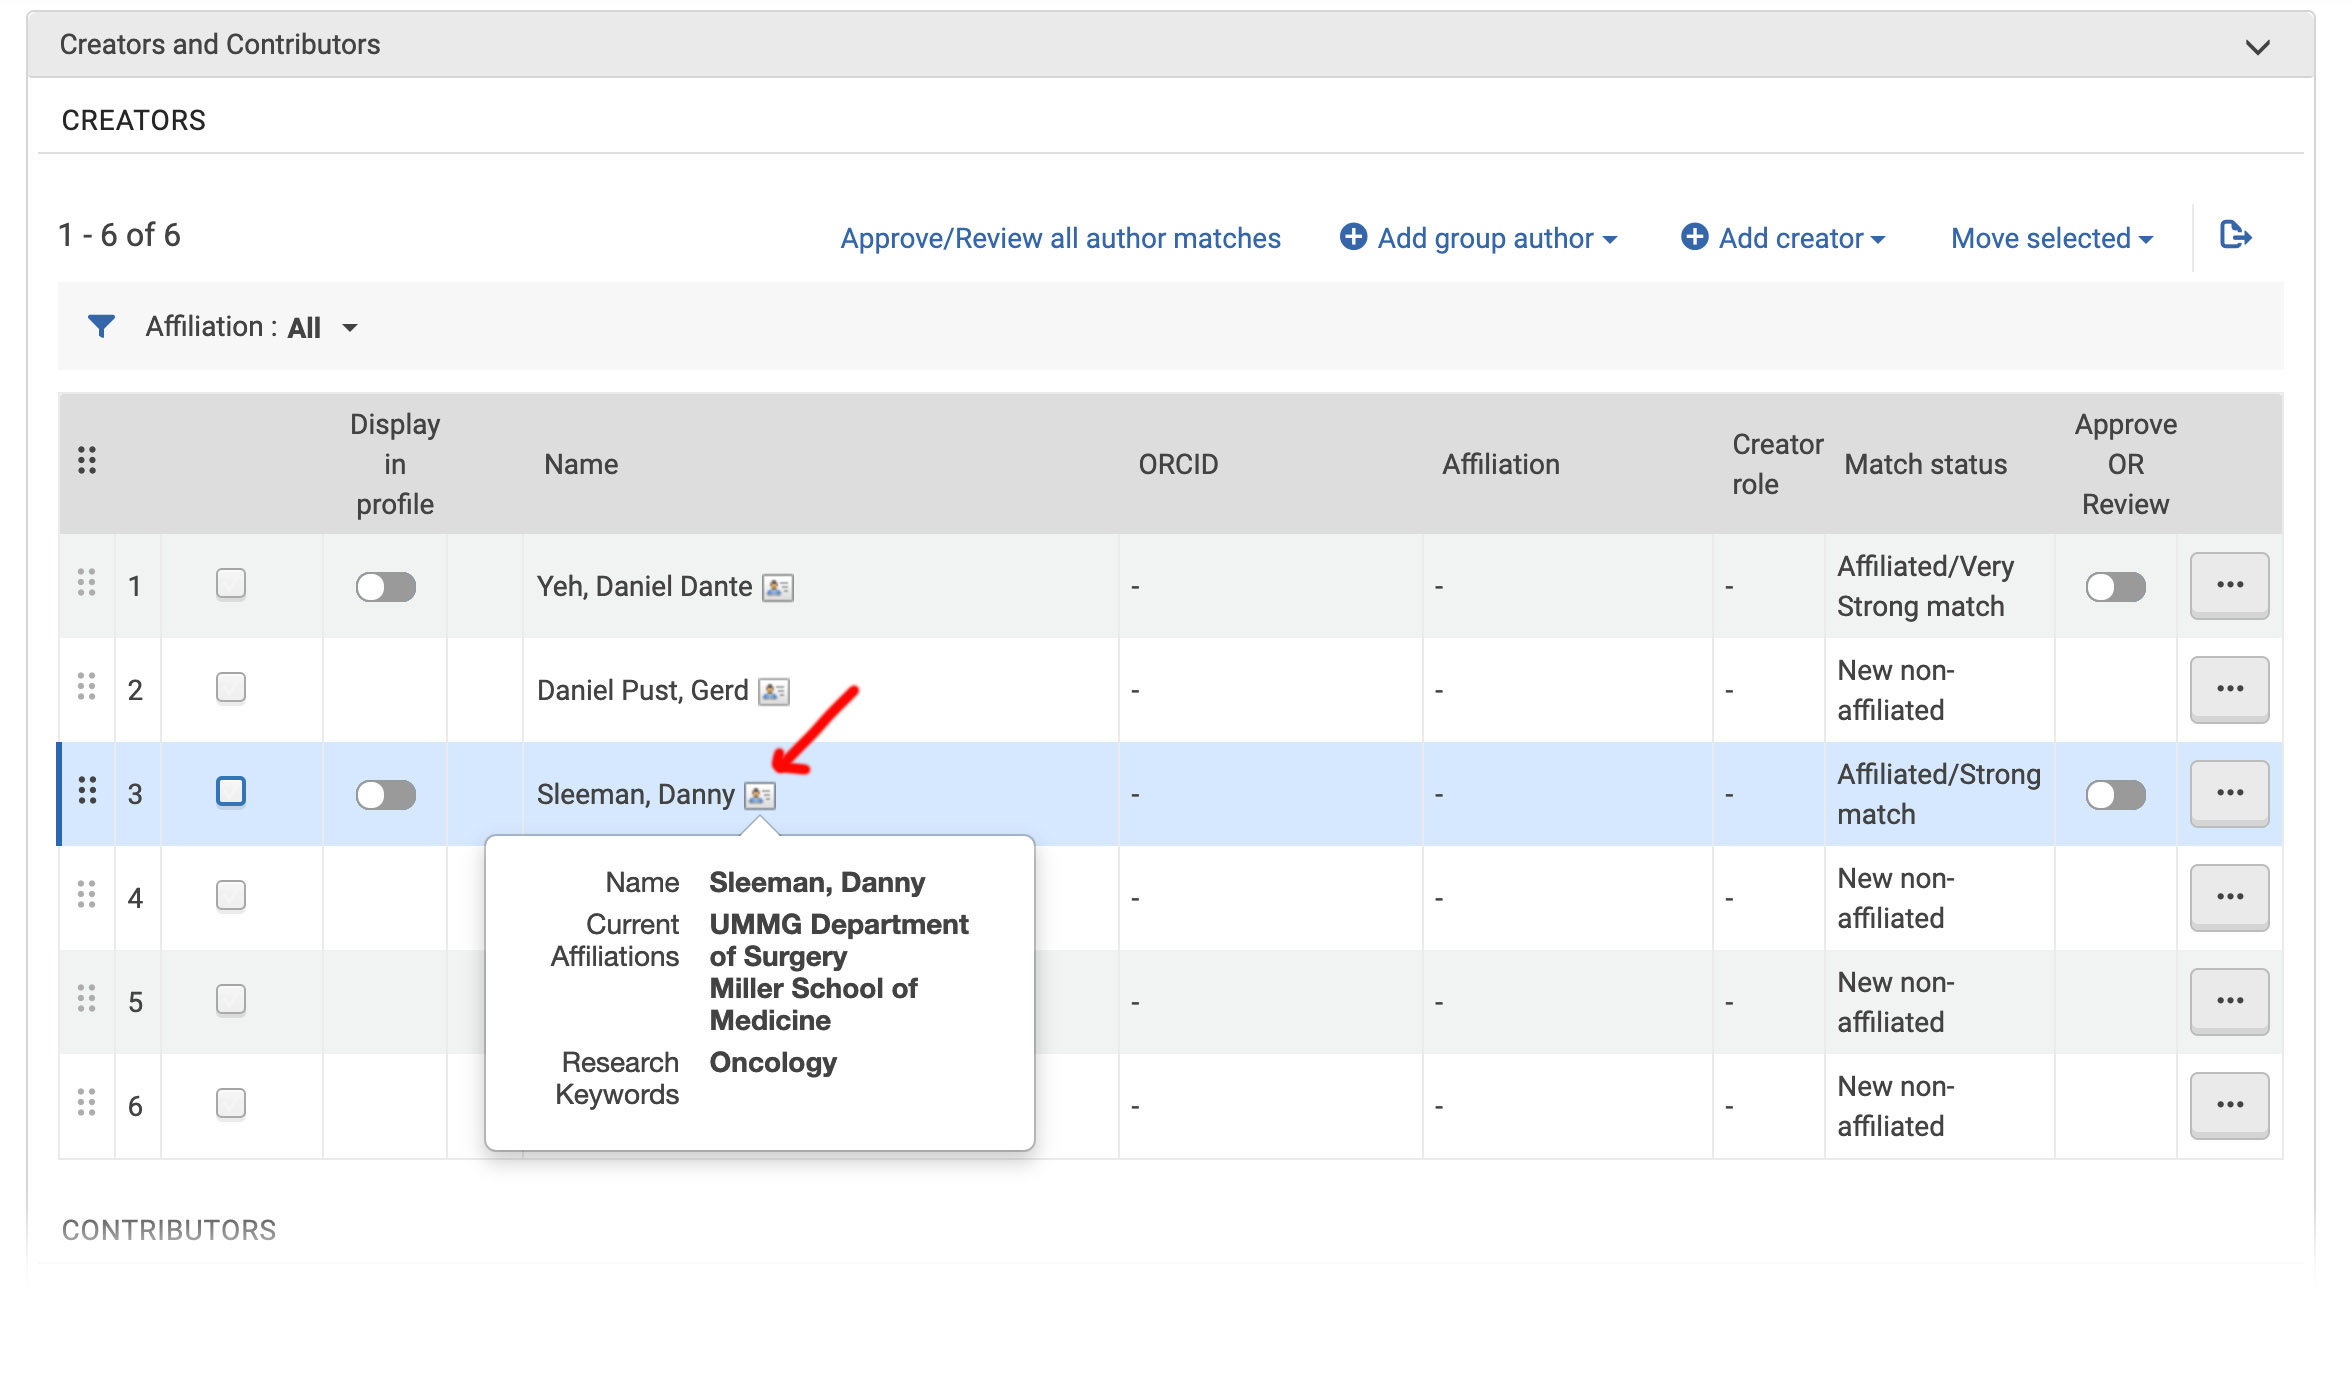 Creators and Contributors
CREATORS
1 - 6 of 6
Approve/Review all author matches
Add group author
Add creator
Move selected
Affiliation : All
Display
in
profile
Name
ORCID
Affiliation
Creator
role
Match status
Approve
OR
Review
1
Yeh, Daniel Dante
-
-
-
Affiliated/Very
Strong match
...
2
Daniel Pust, Gerd
-
-
-
New non-
affiliated
...
3
Sleeman, Danny
-
-
-
Affiliated/Strong
match
...
Name Sleeman, Danny
Current UMMG Department
Affiliations of Surgery
Miller School of
Medicine
Research Oncology
Keywords
4
-
-
-
New non-
affiliated
...
5
-
-
-
New non-
affiliated
...
6
-
-
-
New non-
affiliated
...
CONTRIBUTORS